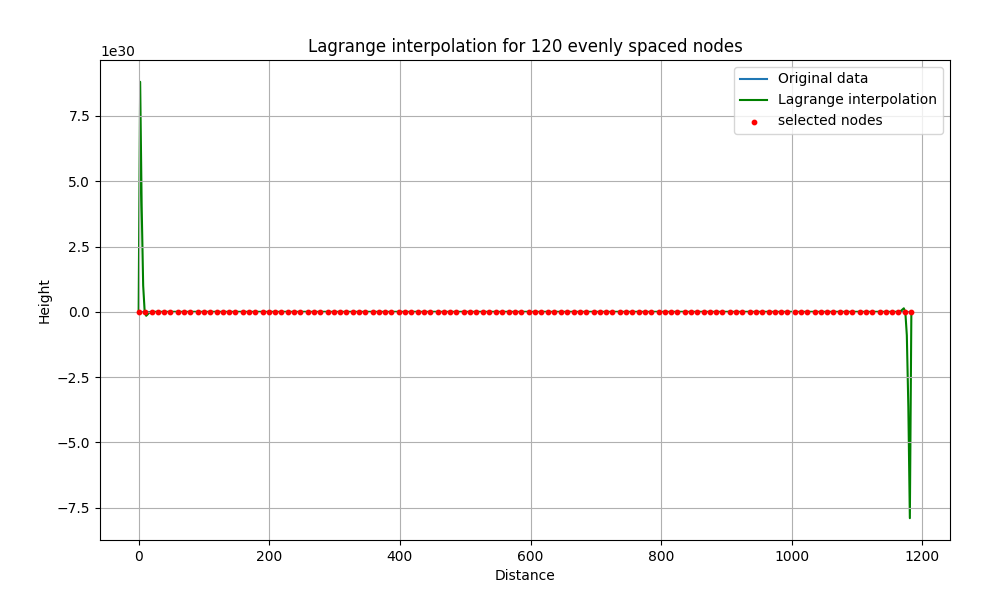 Lagrange interpolation for 120 evenly spaced nodes
1e30
Original data
Lagrange interpolation
selected nodes
7.5
5.0
2.5
0.0
−2.5
−5.0
−7.5
Height
0 200 400 600 800 1000 1200
Distance